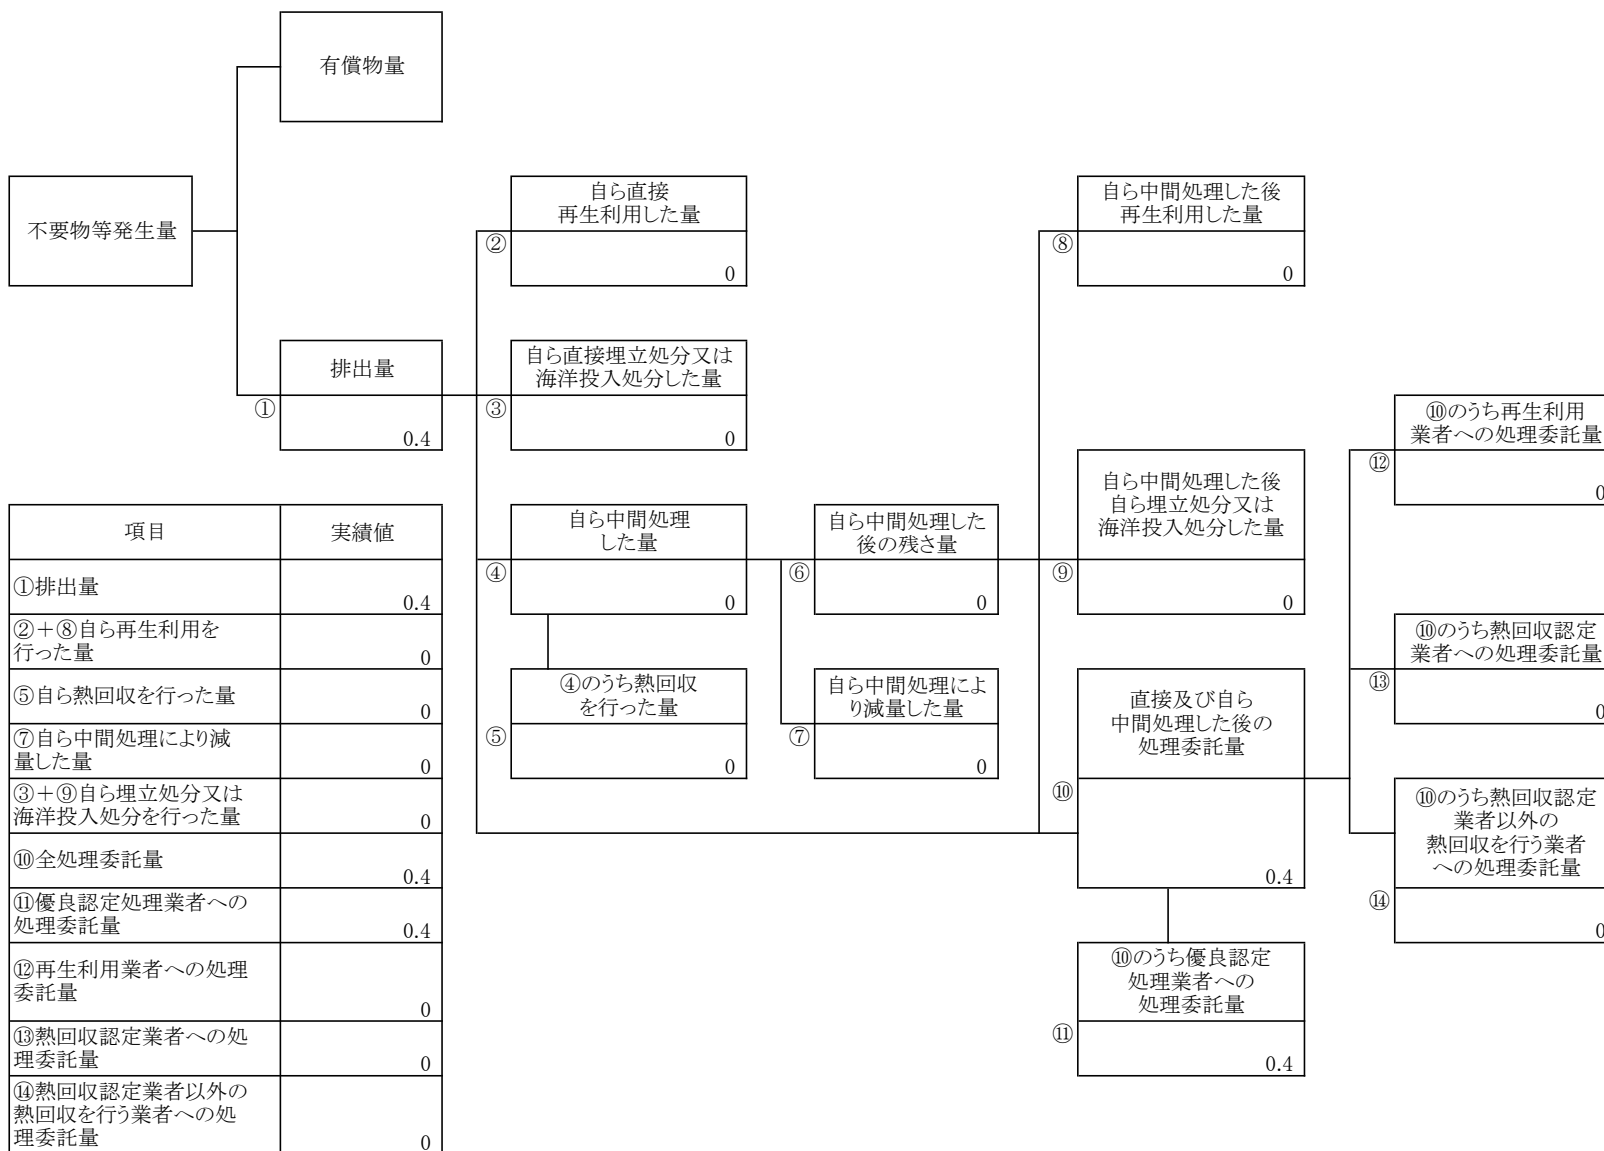 有償物量
不要物等発生量
自ら直接
再生利用した量
②
0
自ら中間処理した後
再生利用した量
⑧
0
排出量
①
0.4
自ら直接埋立処分又は
海洋投入処分した量
③
0
⑩のうち再生利用
業者への処理委託量
⑫
0
自ら中間処理
した量
④
0
自ら中間処理した
後の残さ量
⑥
0
自ら中間処理した後
自ら埋立処分又は
海洋投入処分した量
⑨
0
⑩のうち熱回収認定
業者への処理委託量
⑬
0
④のうち熱回収
を行った量
⑤
0
自ら中間処理によ
り減量した量
⑦
0
直接及び自ら
中間処理した後の
処理委託量
⑩
0.4
⑩のうち熱回収認定
業者以外の
熱回収を行う業者
への処理委託量
⑭
0
⑩のうち優良認定
処理業者への
処理委託量
⑪
0.4
項目 実績値
①排出量
0.4
②+⑧自ら再生利用を
行った量
0
⑤自ら熱回収を行った量
0
⑦自ら中間処理により減
量した量
0
③+⑨自ら埋立処分又は
海洋投入処分を行った量
0
⑩全処理委託量
0.4
⑪優良認定処理業者への
処理委託量
0.4
⑫再生利用業者への処理
委託量
0
⑬熱回収認定業者への処
理委託量
0
⑭熱回収認定業者以外の
熱回収を行う業者への処
理委託量
0